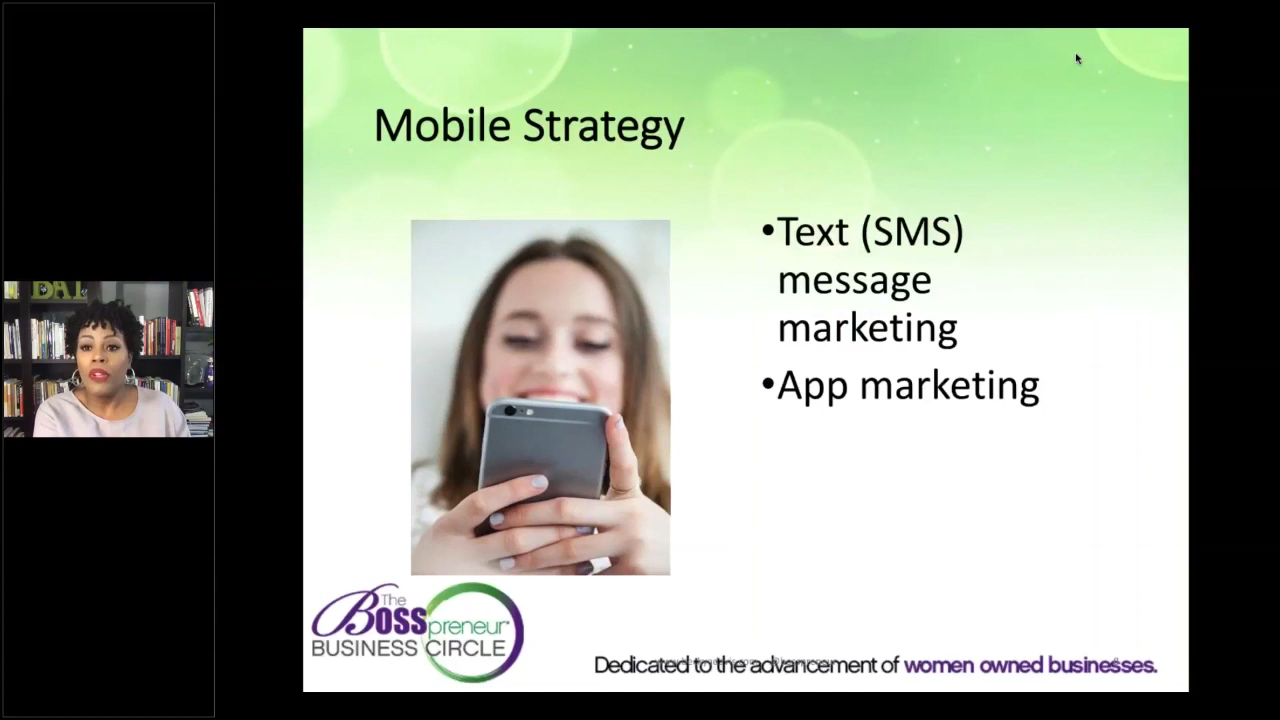 Mobile Strategy
•Text (SMS)
message
marketing
•App marketing
The
BOSSpreneur
BUSINESS CIRCLE
Dedicated to the advancement of women owned businesses.